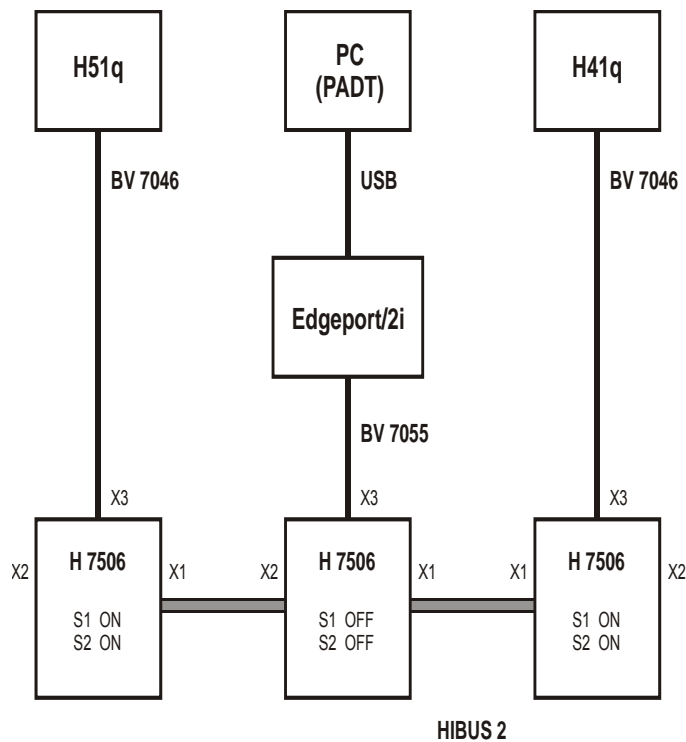 H51q
PC
(PADT)
H41q
BV 7046
USB
BV 7046
Edgeport/2i
BV 7055
X3
X3
X3
X2
H 7506
X1
X2
H 7506
X1
X1
H 7506
X2
S1 ON
S2 ON
S1 OFF
S2 OFF
S1 ON
S2 ON
HIBUS 2